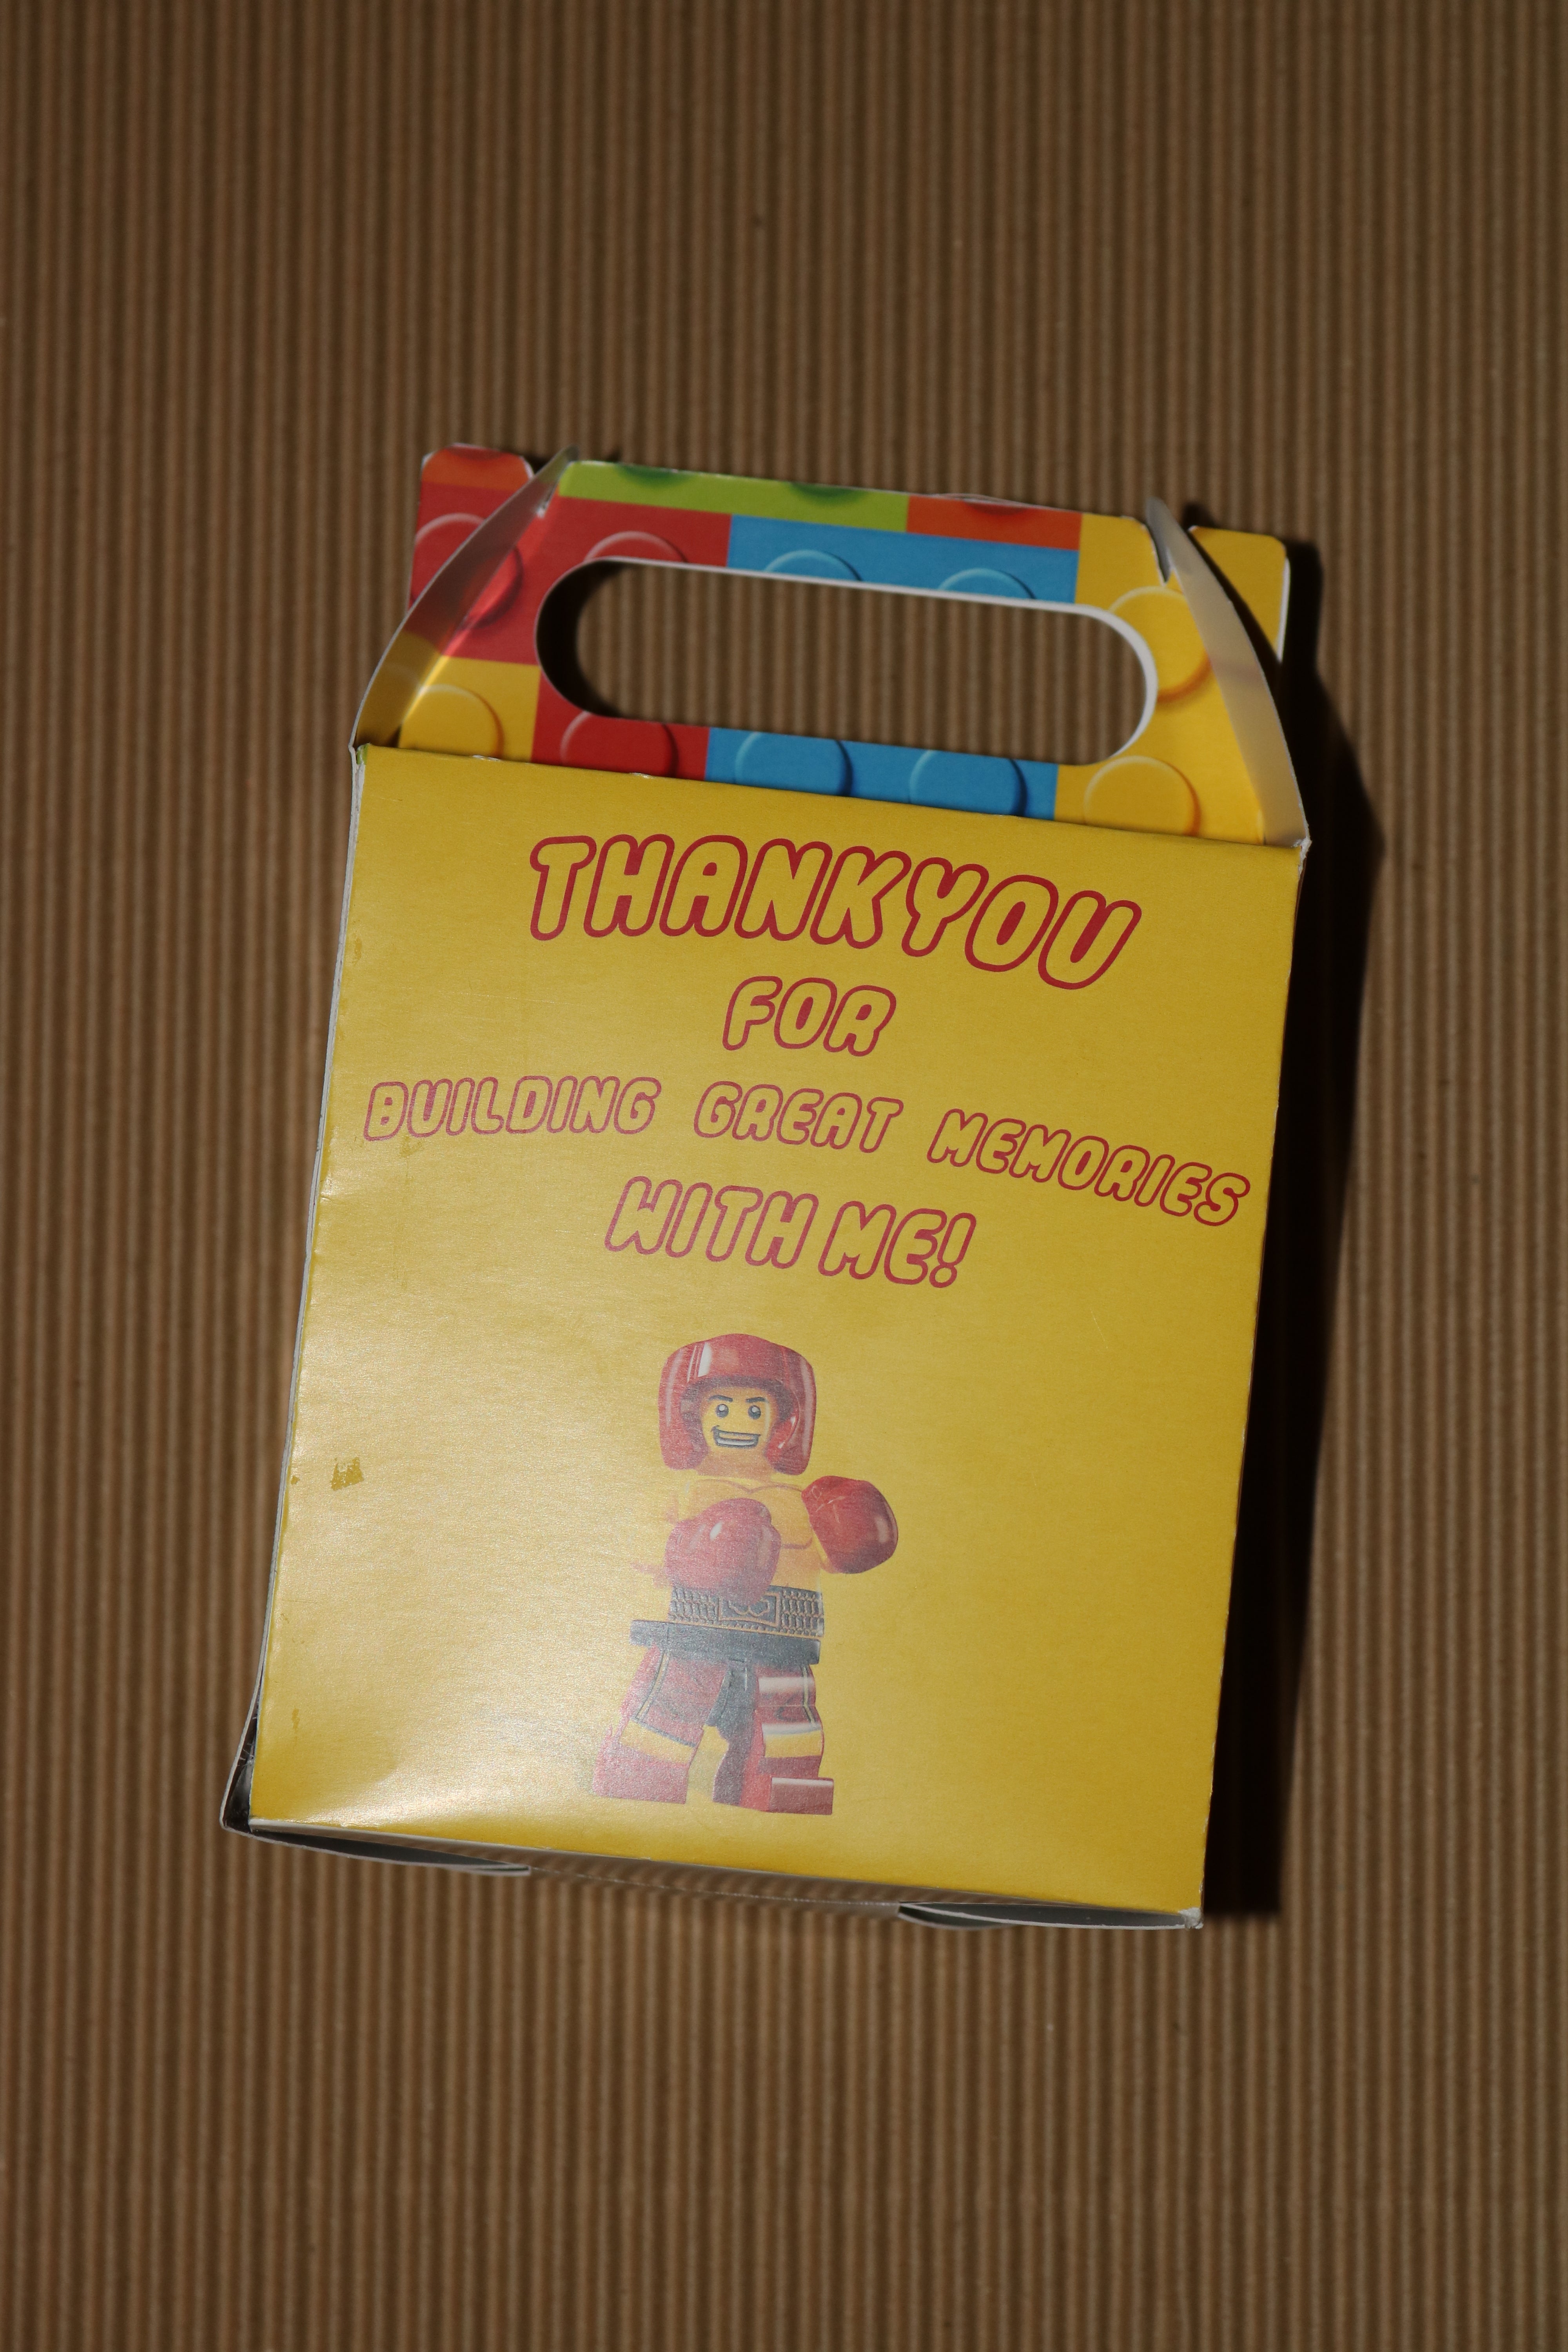 THANKYOU
FOR
BUILDING GREAT MEMORIES
WITH ME!